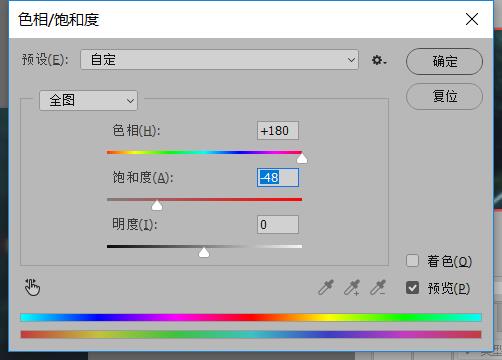 色相/饱和度
预设(E): 自定
确定
复位
全图
色相(H): +180
饱和度(A): -48
明度(I): 0
着色(O)
预览(P)